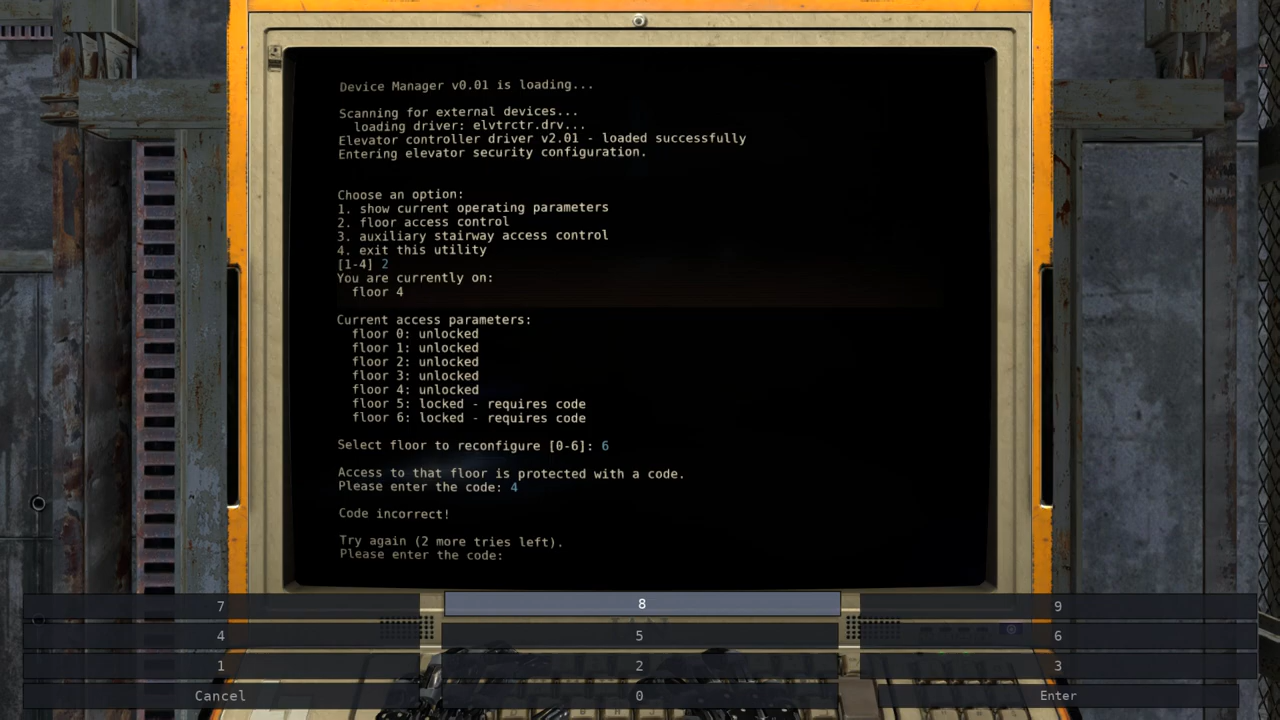 Device Manager v0.01 is loading...
Scanning for external devices...
loading driver: elvtrctr.drv...
Elevator controller driver v2.01 - loaded successfully
Entering elevator security configuration.
Choose an option:
1. show current operating parameters
2. floor access control
3. auxiliary stairway access control
4. exit this utility
[1-4] 2
You are currently on:
floor 4
Current access parameters:
floor 0: unlocked
floor 1: unlocked
floor 2: unlocked
floor 3: unlocked
floor 4: unlocked
floor 5: locked - requires code
floor 6: locked - requires code
Select floor to reconfigure [0-6]: 6
Access to that floor is protected with a code.
Please enter the code: 4
Code incorrect!
Try again (2 more tries left).
Please enter the code:
7 8 9
4 5 6
1 2 3
Cancel 0 Enter